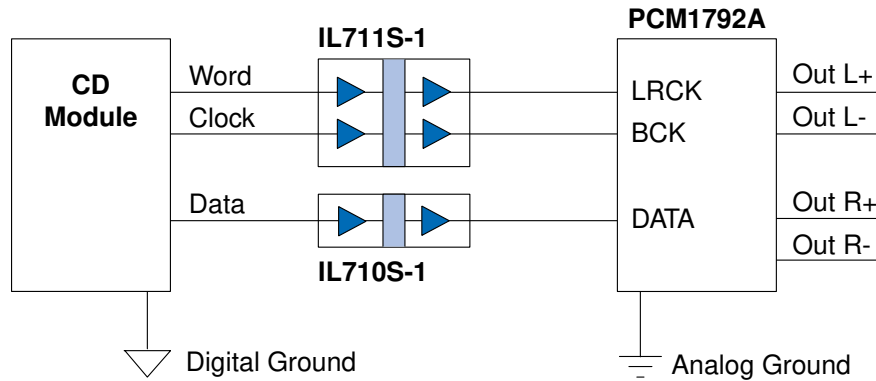 IL711S-1
PCM1792A
CD
Module
Word
Clock
Data
LRCK
BCK
DATA
Out L+
Out L-
Out R+
Out R-
IL710S-1
Digital Ground
Analog Ground